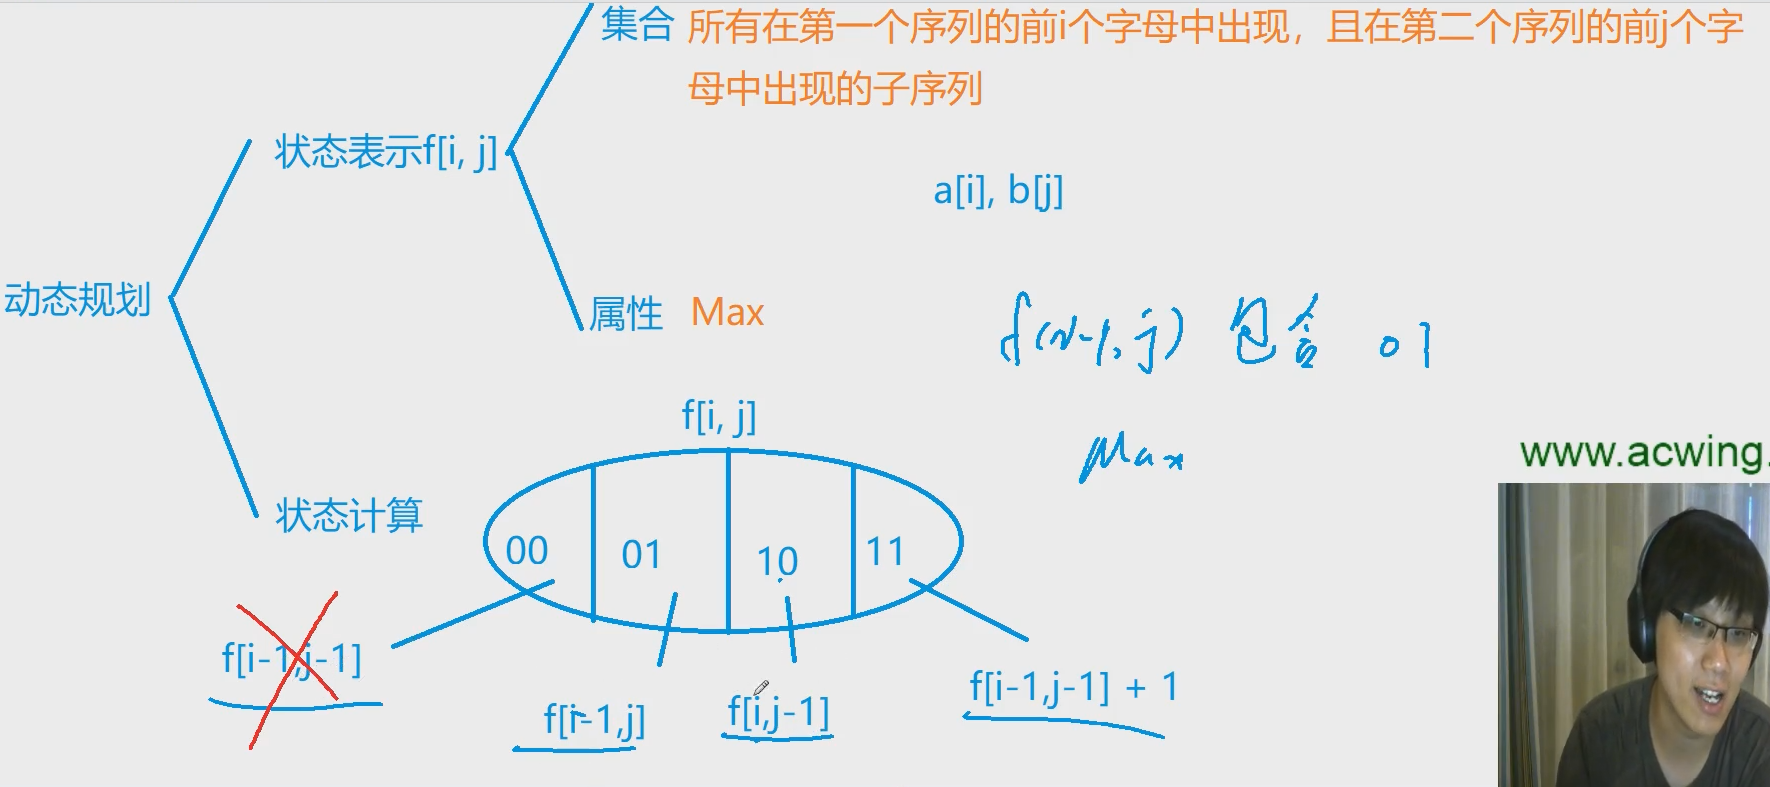 集合 所有在第一个序列的前i个字母中出现，且在第二个序列的前j个字
母中出现的子序列
状态表示f[i, j]
a[i], b[j]
动态规划
属性 Max
f(i-1, j) 包含 01
f[i, j]
Max
www.acwing.
状态计算
00 01 10 11
f[i-1,j-1]
f[i-1,j]
f[i,j-1]
f[i-1,j-1] + 1